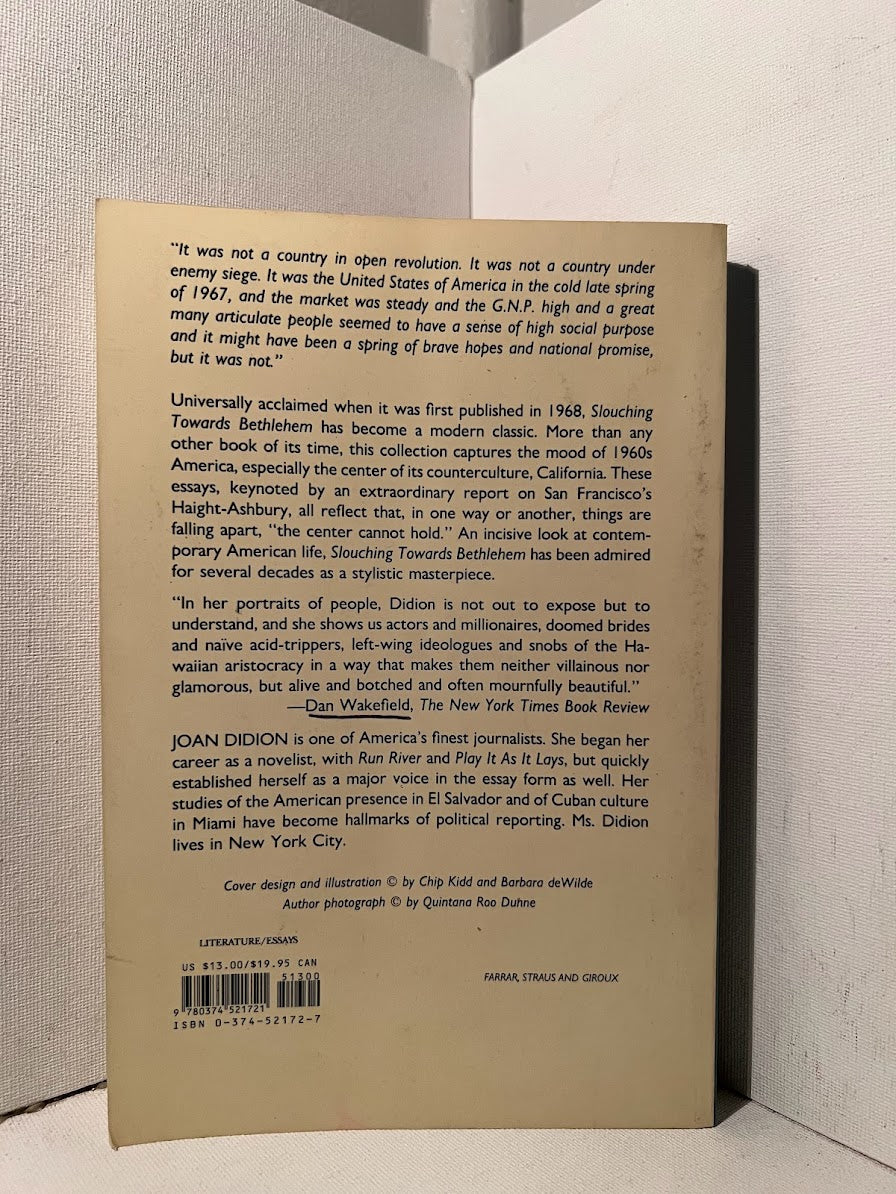 “It was not a country in open revolution. It was not a country under
enemy siege. It was the United States of America in the cold late spring
of 1967, and the market was steady and the G.N.P. high and a great
many articulate people seemed to have a sense of high social purpose
and it might have been a spring of brave hopes and national promise,
but it was not.”
Universally acclaimed when it was first published in 1968, Slouching
Towards Bethlehem has become a modern classic. More than any
other book of its time, this collection captures the mood of 1960s
America, especially the center of its counterculture, California. These
essays, keynoted by an extraordinary report on San Francisco’s
Haight-Ashbury, all reflect that, in one way or another, things are
falling apart, “the center cannot hold.” An incisive look at contem-
porary American life, Slouching Towards Bethlehem has been admired
for several decades as a stylistic masterpiece.
“In her portraits of people, Didion is not out to expose but to
understand, and she shows us actors and millionaires, doomed brides
and naïve acid-trippers, left-wing ideologues and snobs of the Ha-
waiian aristocracy in a way that makes them neither villainous nor
glamorous, but alive and botched and often mournfully beautiful.”
—Dan Wakefield, The New York Times Book Review
JOAN DIDION is one of America’s finest journalists. She began her
career as a novelist, with Run River and Play It As It Lays, but quickly
established herself as a major voice in the essay form as well. Her
studies of the American presence in El Salvador and of Cuban culture
in Miami have become hallmarks of political reporting. Ms. Didion
lives in New York City.
Cover design and illustration © by Chip Kidd and Barbara deWilde
Author photograph © by Quintana Roo Duhne
LITERATURE/ESSAYS
US $13.00/$19.95 CAN
51300
9 780374 521721
ISBN 0-374-52172-7
FARRAR, STRAUS AND GIROUX